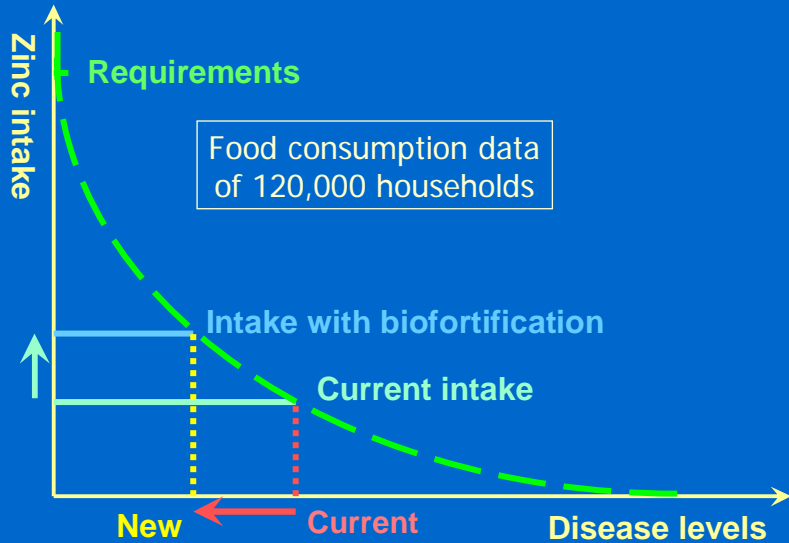 Zinc intake
Requirements
Food consumption data
of 120,000 households
Intake with biofortification
Current intake
New
Current
Disease levels